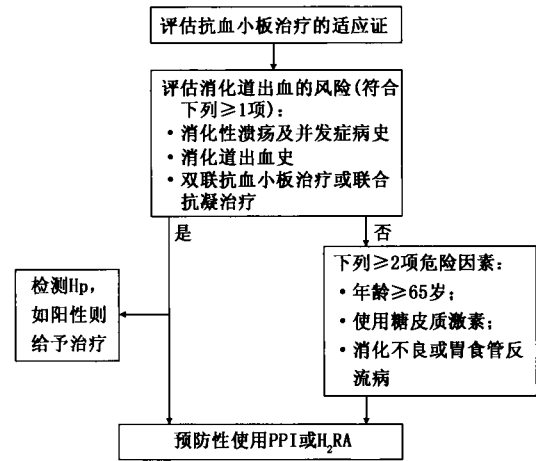 评估抗血小板治疗的适应证
评估消化道出血的风险(符合
下列≥1项):
·消化性溃疡及并发症病史
·消化道出血史
·双联抗血小板治疗或联合
抗凝治疗
是
否
检测Hp,
如阳性则
给予治疗
下列≥2项危险因素:
·年龄≥65岁;
·使用糖皮质激素;
·消化不良或胃食管反
流病
预防性使用PPI或H₂RA